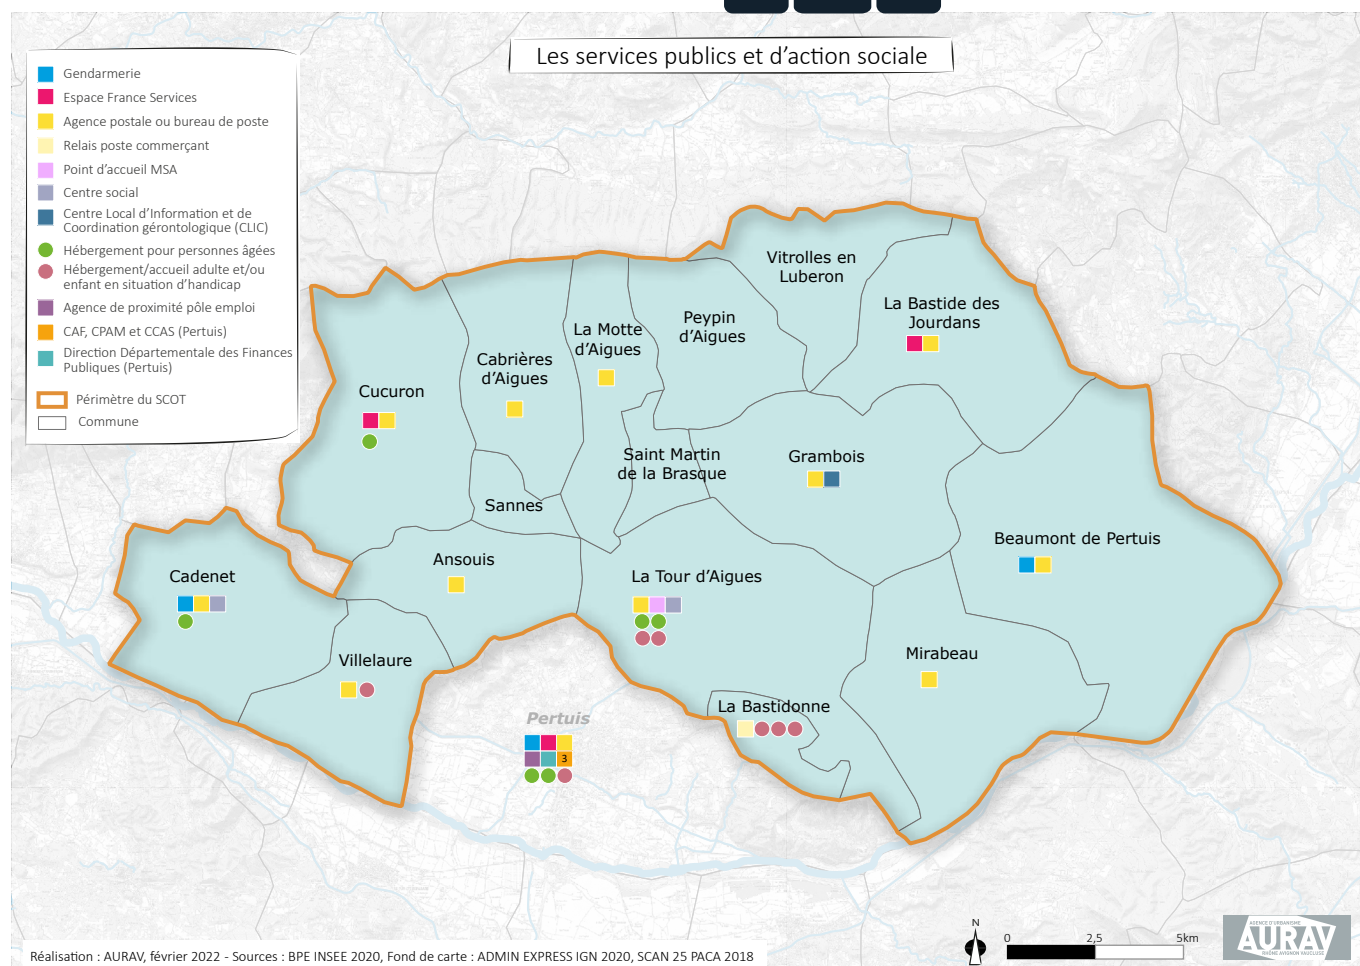 Les services publics et d'action sociale
Gendarmerie
Espace France Services
Agence postale ou bureau de poste
Relais poste commerçant
Point d'accueil MSA
Centre social
Centre Local d'Information et de
Coordination gérontologique (CLIC)
Hébergement pour personnes âgées
Hébergement/accueil adulte et/ou
enfant en situation d'handicap
Agence de proximité pôle emploi
CAF, CPAM et CCAS (Pertuis)
Direction Départementale des Finances
Publiques (Pertuis)
Périmètre du SCOT
Commune
Vitrolles en
Luberon
La Bastide des
Jourdans
Peypin
d'Aigues
La Motte
d'Aigues
Cabrières
d'Aigues
Cucuron
Saint Martin
de la Brasque
Grambois
Sannes
Beaumont de Pertuis
Ansouis
Cadenet
La Tour d'Aigues
Villelaure
Mirabeau
La Bastidonne
Pertuis
3
N
0 2,5 5km
AGENCE D'URBANISME
AURAV
RHÔNE AVIGNON VAUCLUSE
Réalisation : AURAV, février 2022 - Sources : BPE INSEE 2020, Fond de carte : ADMIN EXPRESS IGN 2020, SCAN 25 PACA 2018